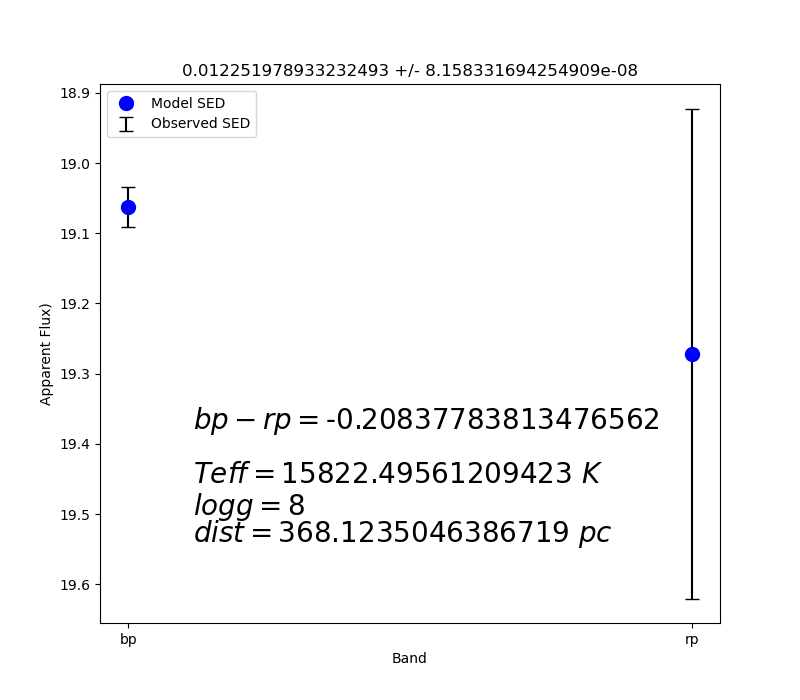 0.012251978933232493 +/- 8.158331694254909e-08
Model SED
Observed SED
18.9
19.0
19.1
19.2
19.3
19.4
19.5
19.6
Apparent Flux)
bp − rp = -0.20837783813476562
Teff = 15822.49561209423 K
logg = 8
dist = 368.1235046386719 pc
bp
rp
Band